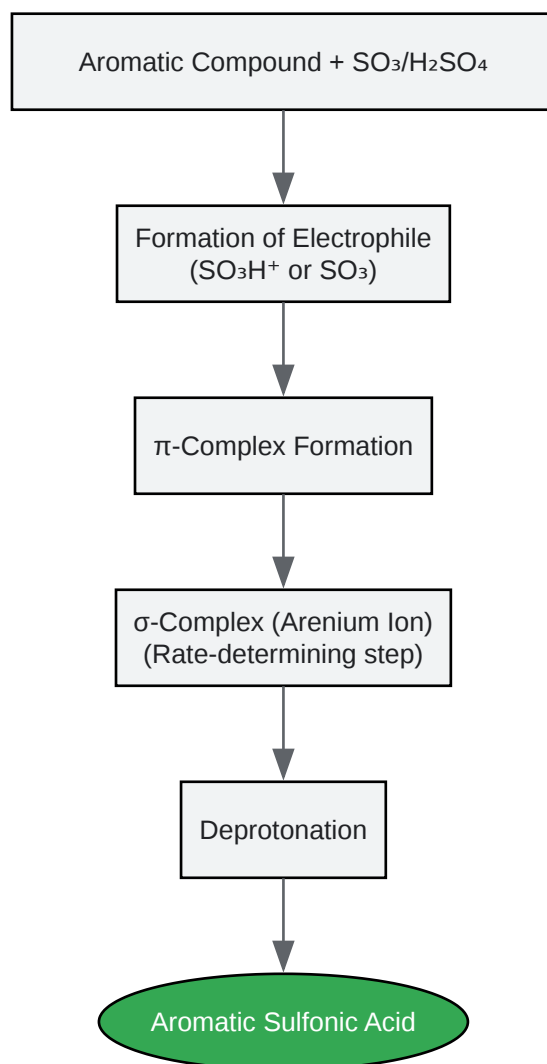 Aromatic Compound + SO₃/H₂SO₄
Formation of Electrophile
(SO₃H⁺ or SO₃)
π-Complex Formation
σ-Complex (Arenium Ion)
(Rate-determining step)
Deprotonation
Aromatic Sulfonic Acid